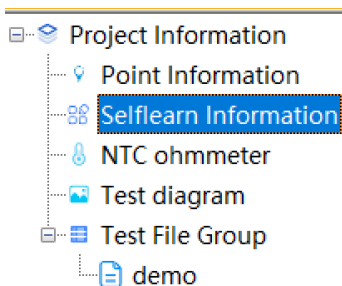 Project Information
Point Information
Selflearn Information
NTC ohmmeter
Test diagram
Test File Group
demo